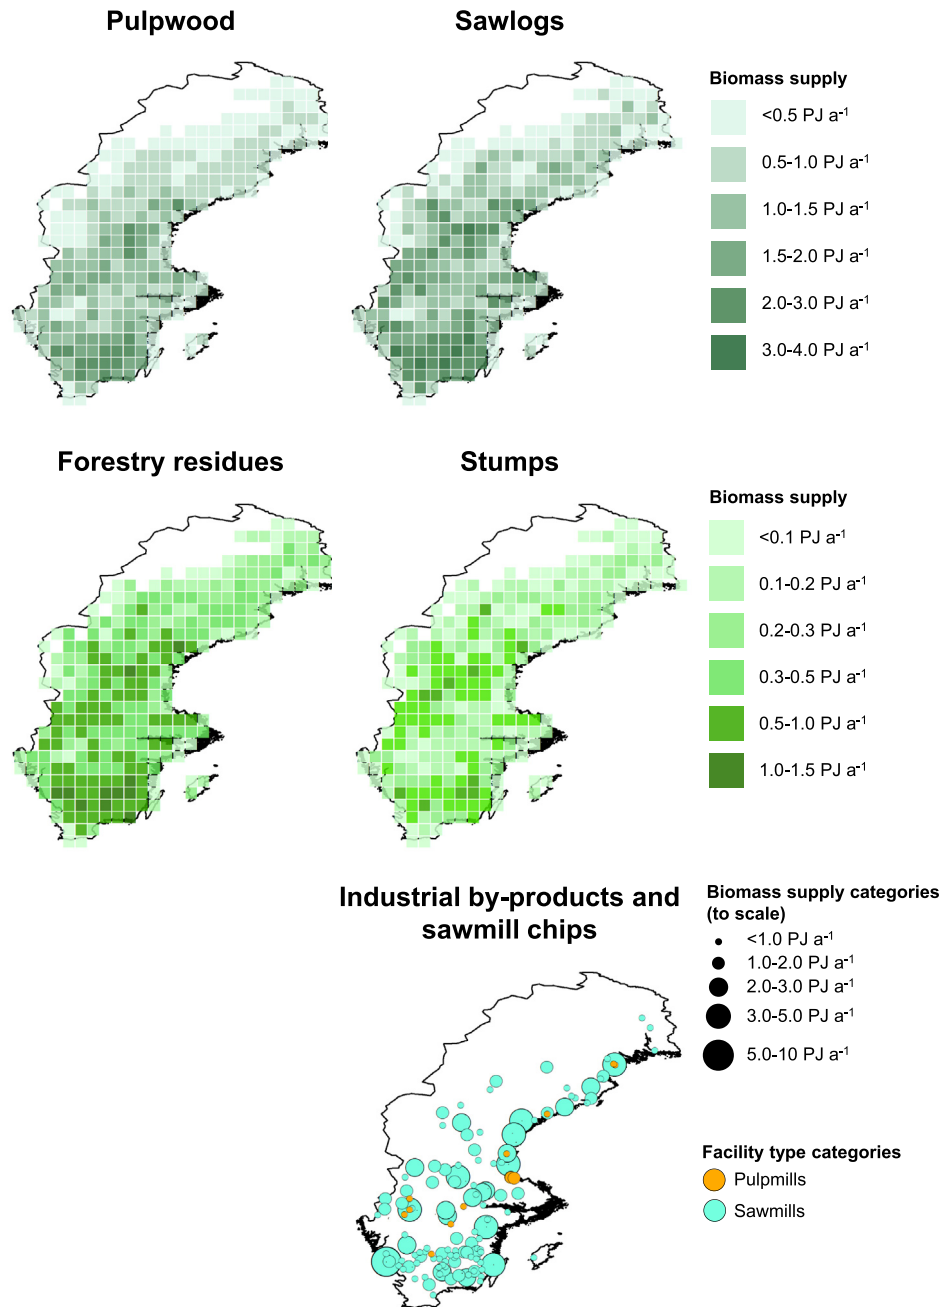 Pulpwood
Sawlogs
Biomass supply
<0.5 PJ a⁻¹
0.5-1.0 PJ a⁻¹
1.0-1.5 PJ a⁻¹
1.5-2.0 PJ a⁻¹
2.0-3.0 PJ a⁻¹
3.0-4.0 PJ a⁻¹
Forestry residues
Stumps
Biomass supply
<0.1 PJ a⁻¹
0.1-0.2 PJ a⁻¹
0.2-0.3 PJ a⁻¹
0.3-0.5 PJ a⁻¹
0.5-1.0 PJ a⁻¹
1.0-1.5 PJ a⁻¹
Industrial by-products and
sawmill chips
Biomass supply categories
(to scale)
<1.0 PJ a⁻¹
1.0-2.0 PJ a⁻¹
2.0-3.0 PJ a⁻¹
3.0-5.0 PJ a⁻¹
5.0-10 PJ a⁻¹
Facility type categories
Pulpmills
Sawmills